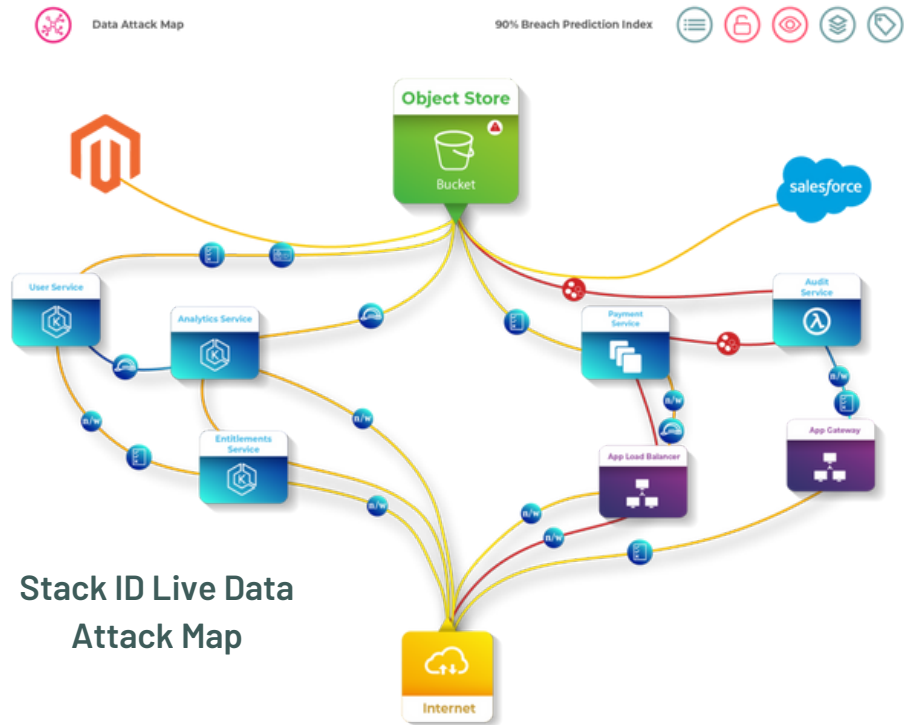 Data Attack Map
90% Breach Prediction Index
Object Store
Bucket
salesforce
User Service
Analytics Service
Payment
Service
Audit
Service
λ
K
K
n/w
n/w
n/w
n/w
Entitlements
Service
K
App Load Balancer
App Gateway
n/w
n/w
n/w
Stack ID Live Data
Attack Map
Internet